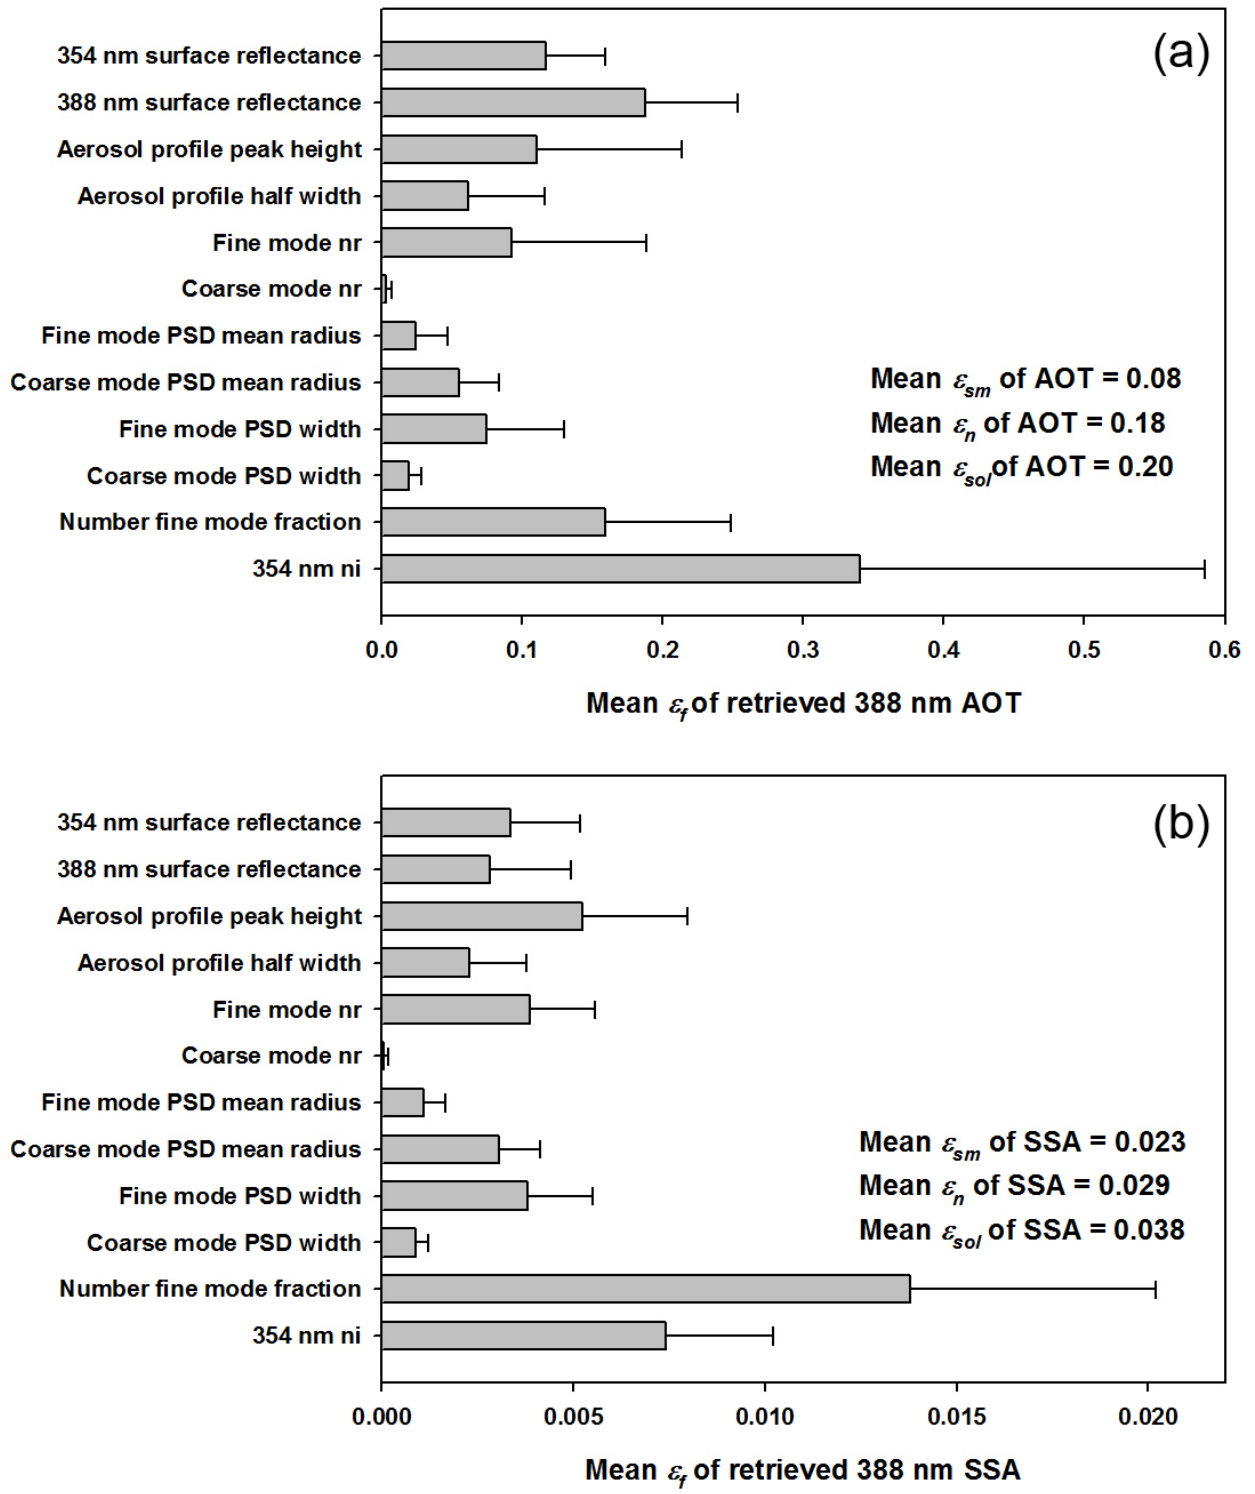 (a)
354 nm surface reflectance
388 nm surface reflectance
Aerosol profile peak height
Aerosol profile half width
Fine mode nr
Coarse mode nr
Fine mode PSD mean radius
Coarse mode PSD mean radius
Fine mode PSD width
Coarse mode PSD width
Number fine mode fraction
354 nm ni
Mean εsm of AOT = 0.08
Mean εn of AOT = 0.18
Mean εsol of AOT = 0.20
0.0 0.1 0.2 0.3 0.4 0.5 0.6
Mean εf of retrieved 388 nm AOT
(b)
354 nm surface reflectance
388 nm surface reflectance
Aerosol profile peak height
Aerosol profile half width
Fine mode nr
Coarse mode nr
Fine mode PSD mean radius
Coarse mode PSD mean radius
Fine mode PSD width
Coarse mode PSD width
Number fine mode fraction
354 nm ni
Mean εsm of SSA = 0.023
Mean εn of SSA = 0.029
Mean εsol of SSA = 0.038
0.000 0.005 0.010 0.015 0.020
Mean εf of retrieved 388 nm SSA